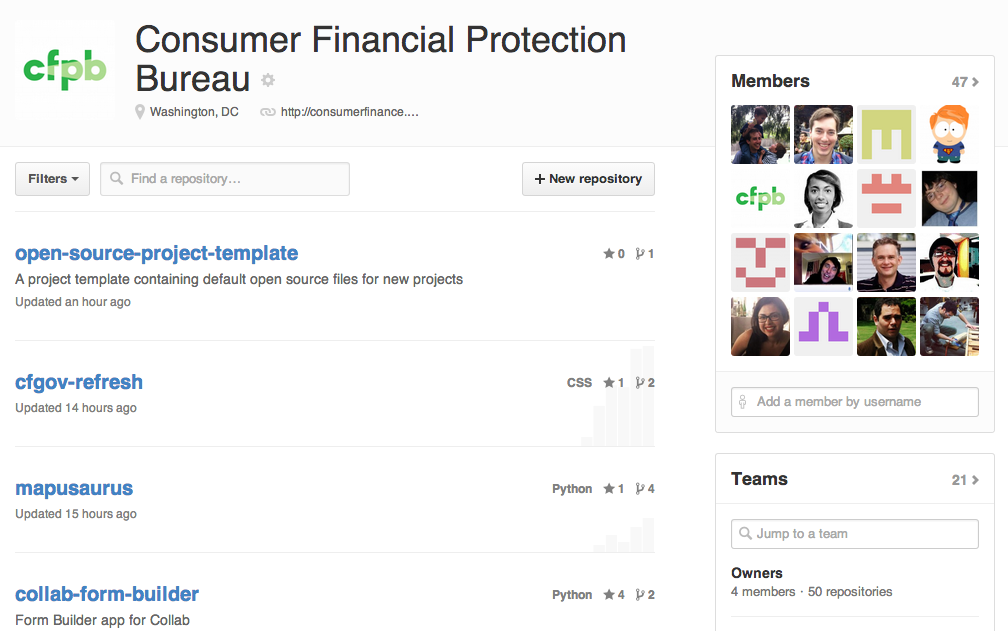 cfpb
Consumer Financial Protection
Bureau
Washington, DC http://consumerfinance....
Filters Find a repository... + New repository
open-source-project-template 0 1
A project template containing default open source files for new projects
Updated an hour ago
cfgov-refresh CSS 1 2
Updated 14 hours ago
mapusaurus Python 1 4
Updated 15 hours ago
collab-form-builder Python 4 2
Form Builder app for Collab
Members 47
cfpb
Add a member by username
Teams 21
Jump to a team
Owners
4 members · 50 repositories